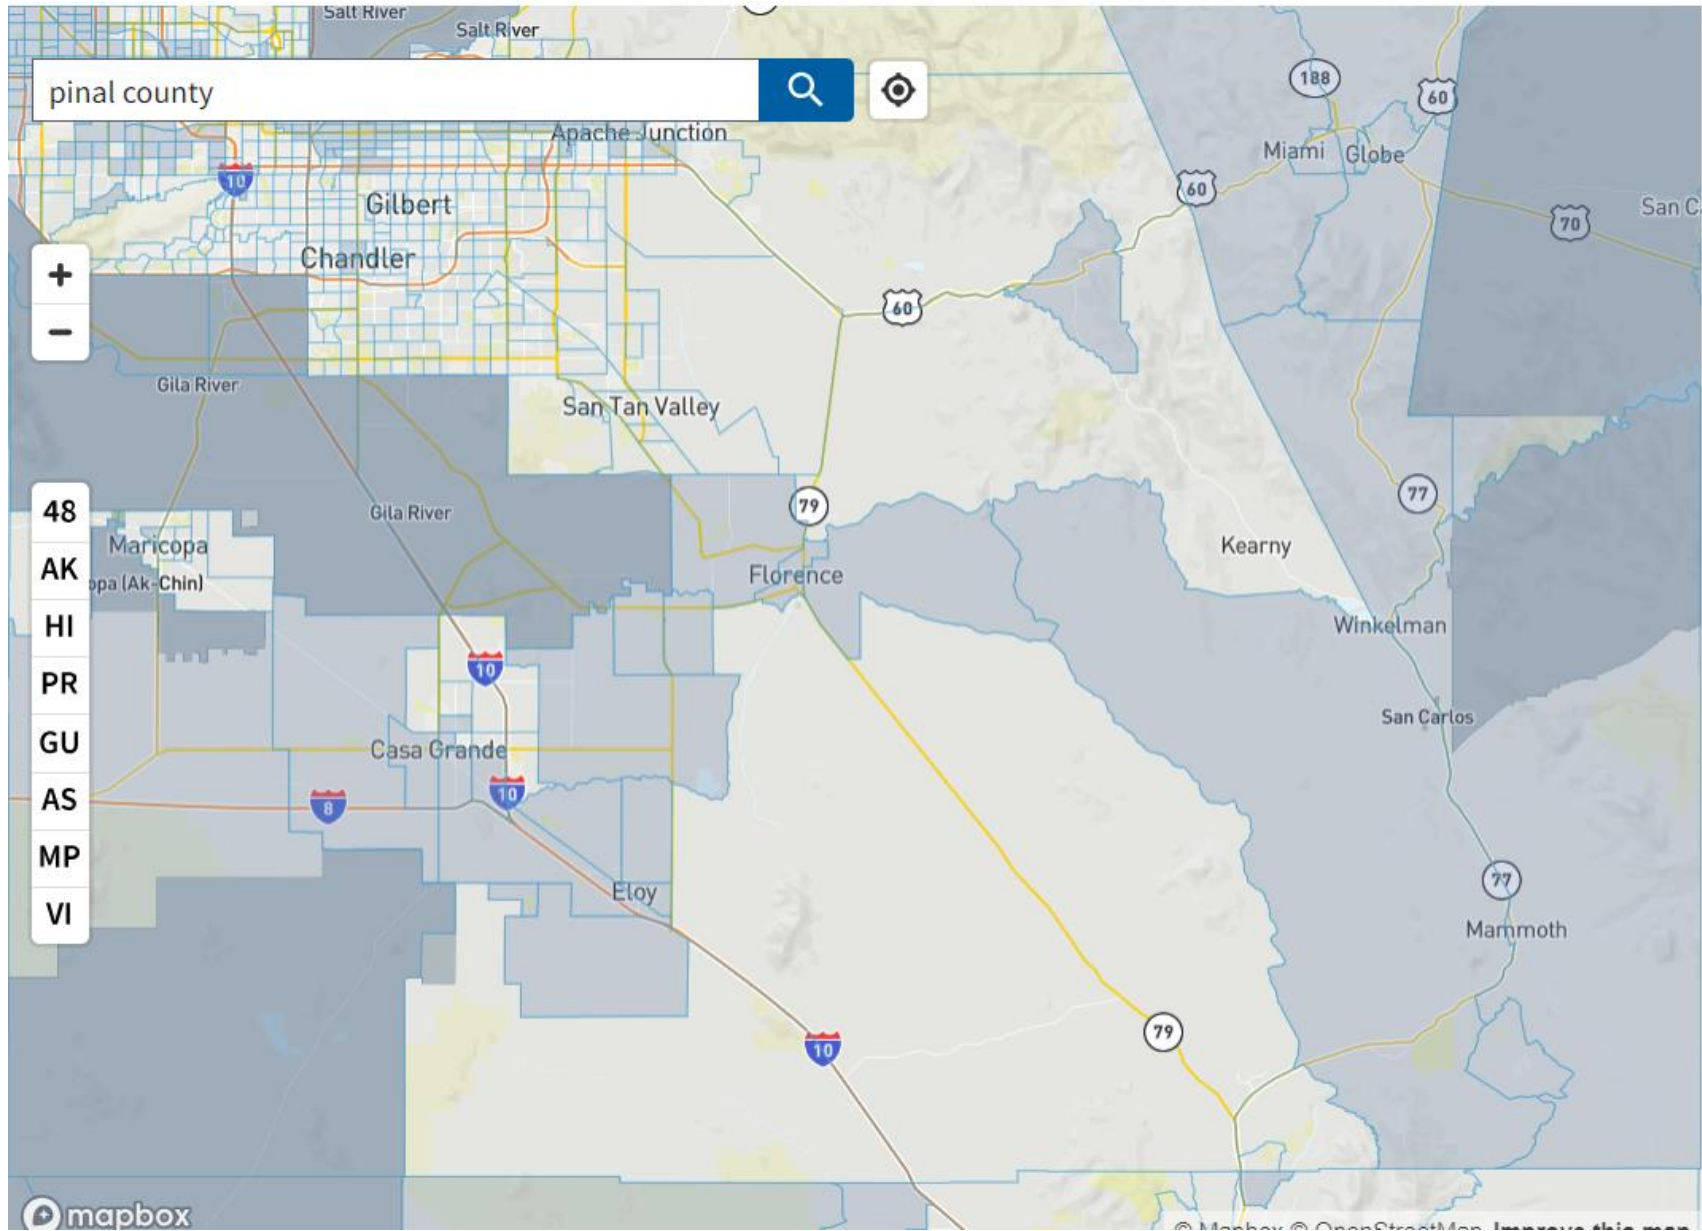 Salt River
Salt River
pinal county
188
60
Apache Junction
Miami
Globe
10
60
Gilbert
San C
70
Chandler
+
60
−
Gila River
San Tan Valley
77
79
48
Gila River
Maricopa
Kearny
AK
opa (Ak-Chin)
Florence
HI
Winkelman
10
PR
San Carlos
GU
Casa Grande
10
AS
8
MP
77
Eloy
VI
Mammoth
79
10
mapbox
© Mapbox © OpenStreetMap Improve this map